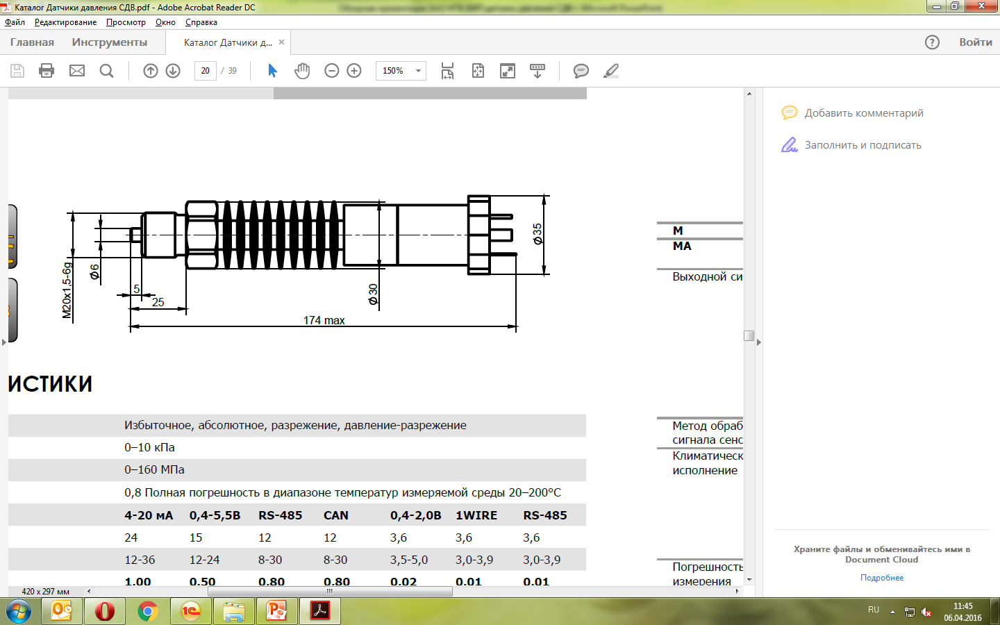 Каталог Датчики давления СДВ.pdf - Adobe Acrobat Reader DC
Файл Редактирование Просмотр Окно Справка
Главная Инструменты Каталог Датчики д... × ? Войти
20 / 39 150%
Добавить комментарий
Заполнить и подписать
M20x1,5-6g
Ø6
5
25
174 max
Ø30
Ø35
М
МА
Выходной си
ИСТИКИ
Избыточное, абсолютное, разрежение, давление-разрежение
0–10 кПа
0–160 МПа
0,8 Полная погрешность в диапазоне температур измеряемой среды 20–200°С
4-20 мА 0,4-5,5В RS-485 CAN 0,4-2,0В 1WIRE RS-485
24 15 12 12 3,6 3,6 3,6
12-36 12-24 8-30 8-30 3,5-5,0 3,0-3,9 3,0-3,9
1,00 0,50 0,80 0,80 0,02 0,01 0,01
Метод обраб
сигнала сенс
Климатическ
исполнение
Погрешность
измерения
Храните файлы и обменивайтесь ими в
Document Cloud
Подробнее
420 x 297 мм
RU
11:45
06.04.2016